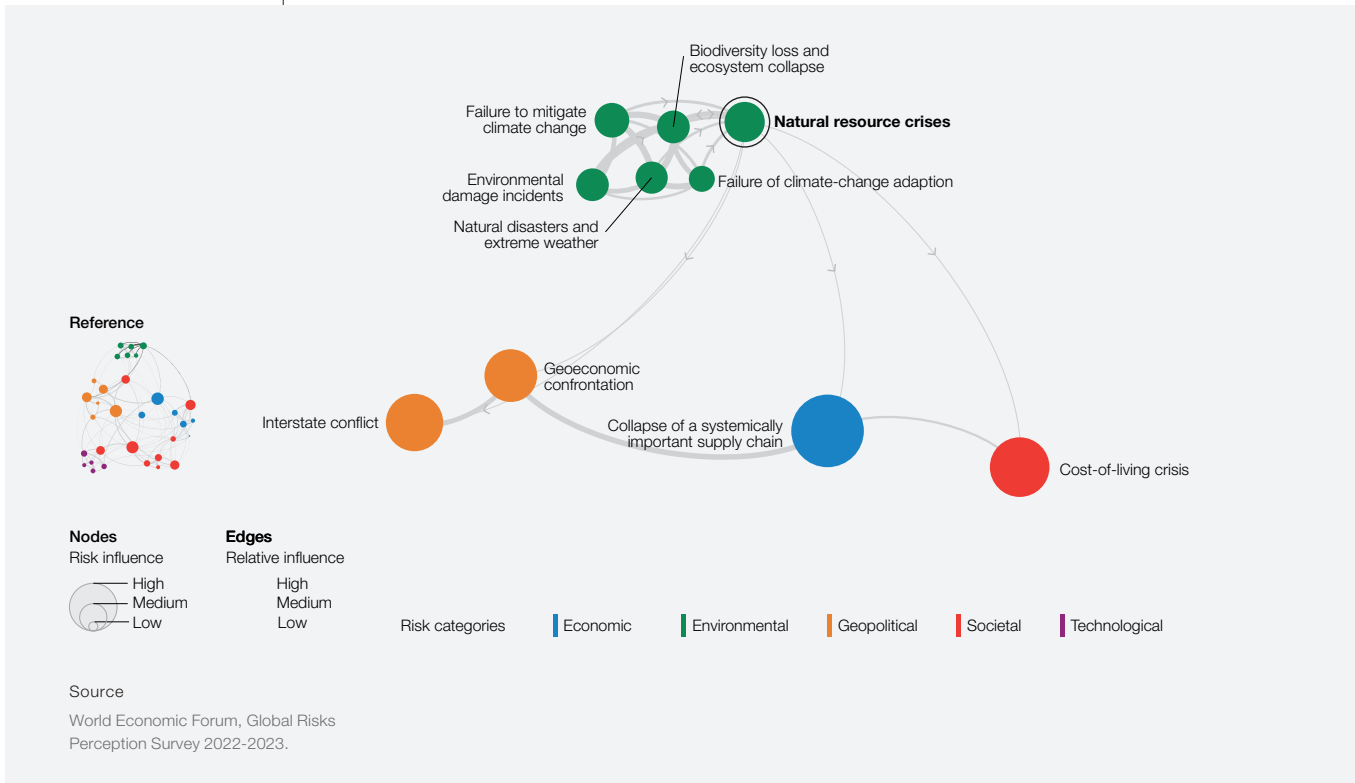 Biodiversity loss and
ecosystem collapse
Failure to mitigate
climate change
Natural resource crises
Environmental
damage incidents
Failure of climate-change adaption
Natural disasters and
extreme weather
Reference
Geoeconomic
confrontation
Interstate conflict
Collapse of a systemically
important supply chain
Cost-of-living crisis
Nodes
Risk influence
High
Medium
Low
Edges
Relative influence
High
Medium
Low
Risk categories
Economic
Environmental
Geopolitical
Societal
Technological
Source
World Economic Forum, Global Risks
Perception Survey 2022-2023.